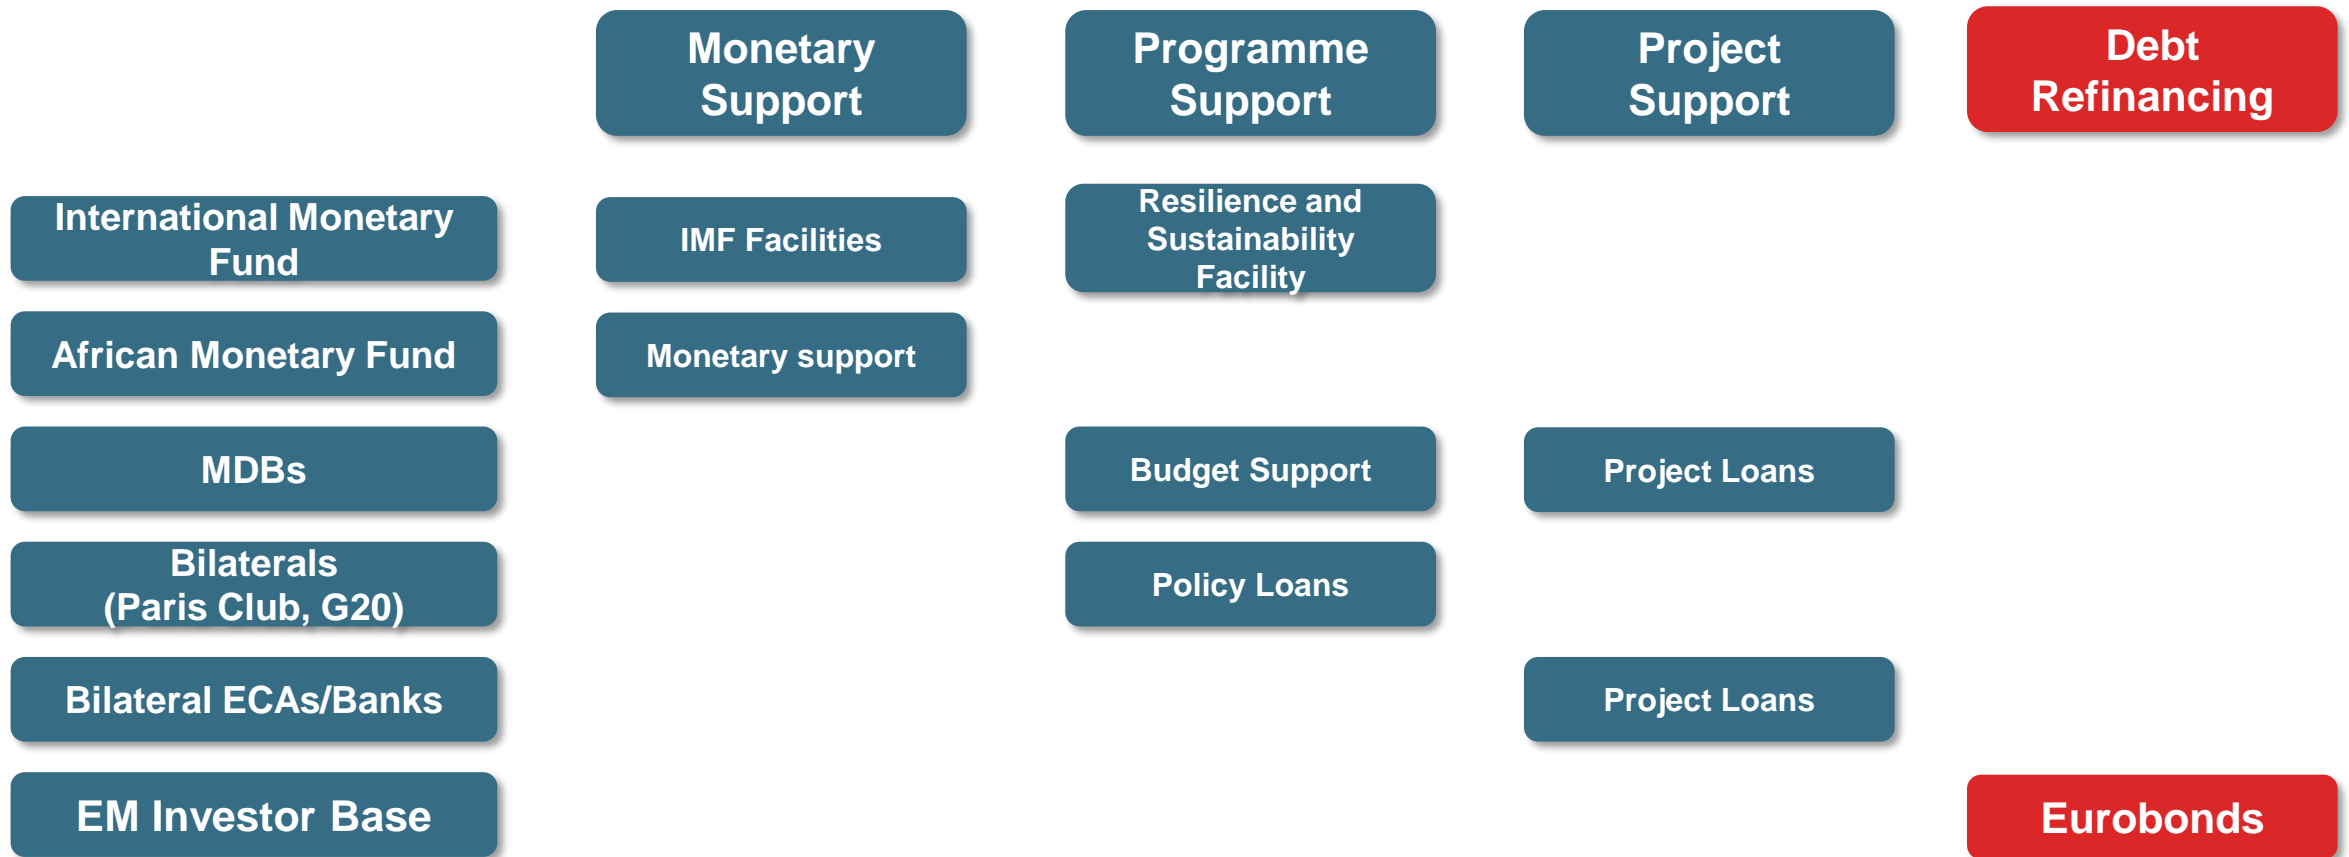 Monetary
Support
Programme
Support
Project
Support
Debt
Refinancing
International Monetary
Fund
IMF Facilities
Resilience and
Sustainability
Facility
African Monetary Fund
Monetary support
MDBs
Budget Support
Project Loans
Bilaterals
(Paris Club, G20)
Policy Loans
Bilateral ECAs/Banks
Project Loans
EM Investor Base
Eurobonds